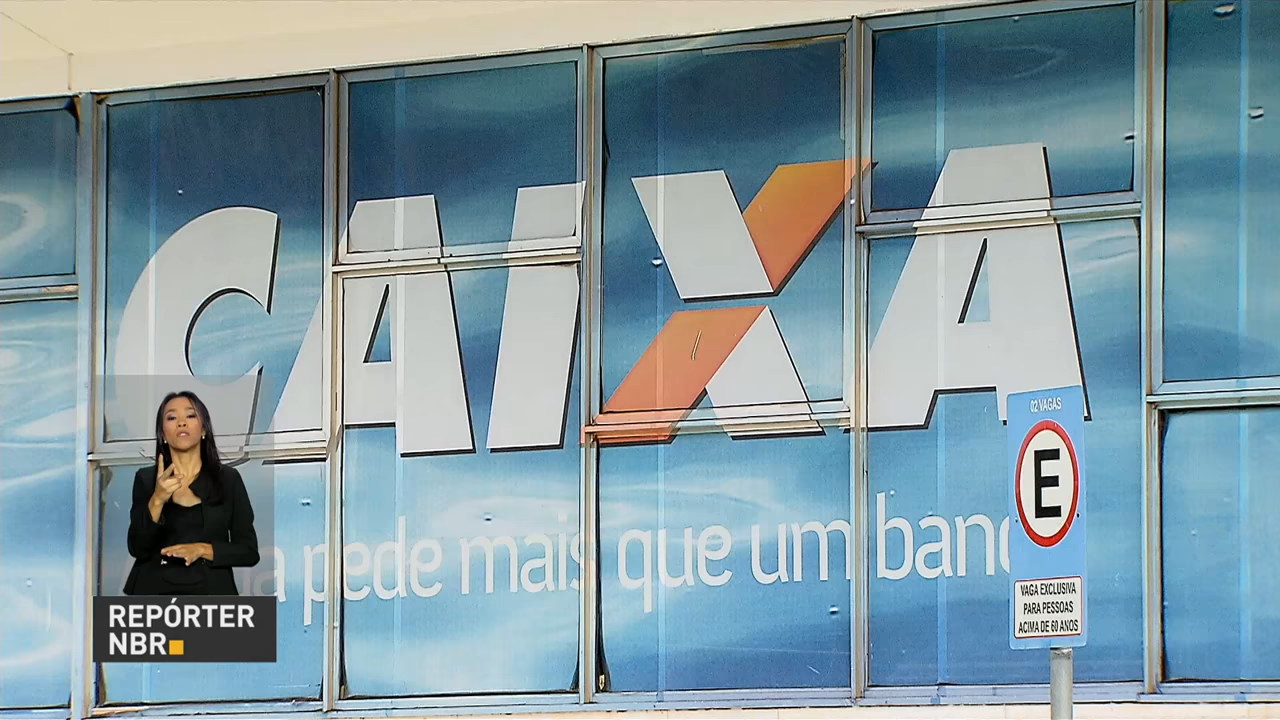 CAIXA
pede mais que um banc
02 VAGAS
E
VAGA EXCLUSIVA
PARA PESSOAS
ACIMA DE 60 ANOS
REPÓRTER
NBR